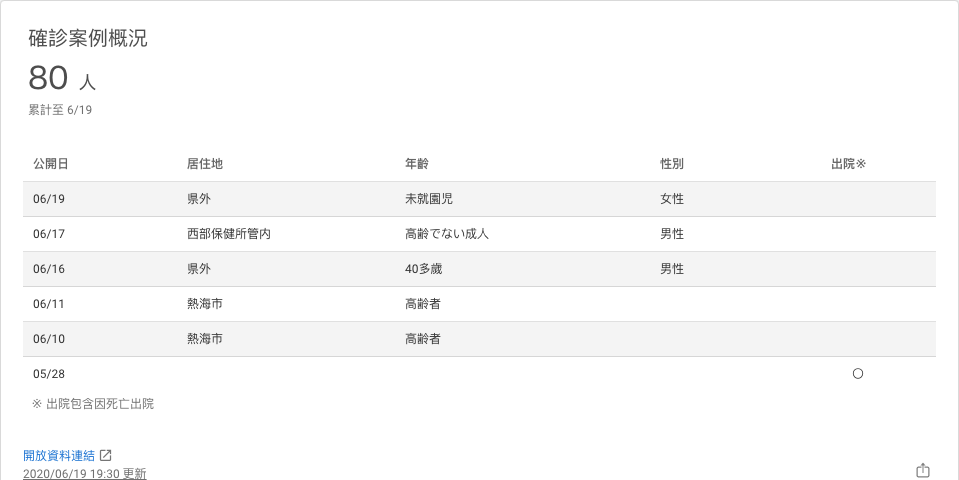 確診案例概況
80 人
累計至 6/19
公開日 居住地 年齡 性別 出院※
06/19 県外 未就園児 女性
06/17 西部保健所管内 高齢でない成人 男性
06/16 県外 40多歲 男性
06/11 熱海市 高齢者
06/10 熱海市 高齢者
05/28 ○
※ 出院包含因死亡出院
開放資料連結
2020/06/19 19:30 更新